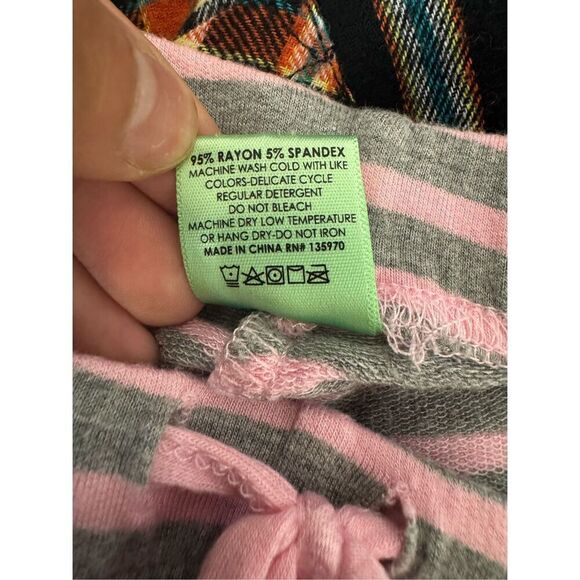 95% RAYON 5% SPANDEX
MACHINE WASH COLD WITH LIKE
COLORS-DELICATE CYCLE
REGULAR DETERGENT
DO NOT BLEACH
MACHINE DRY LOW TEMPERATURE
OR HANG DRY-DO NOT IRON
MADE IN CHINA RN# 135970